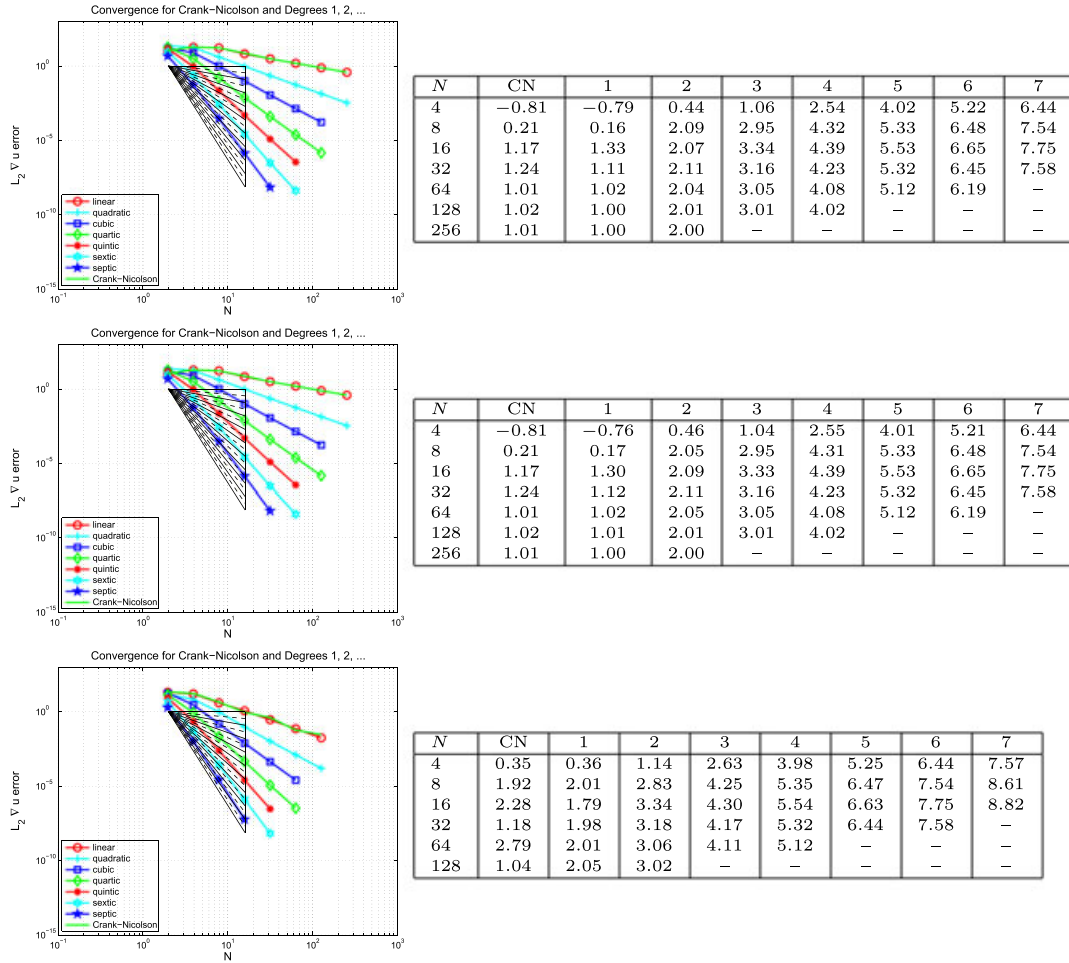 Convergence for Crank−Nicolson and Degrees 1, 2, ...
L2 ∇ u error
10^0
10^−5
10^−10
10^−15
linear
quadratic
cubic
quartic
quintic
sextic
septic
Crank−Nicolson
10^−1 10^0 10^1 10^2 10^3
N
N CN 1 2 3 4 5 6 7
4 −0.81 −0.79 0.44 1.06 2.54 4.02 5.22 6.44
8 0.21 0.16 2.09 2.95 4.32 5.33 6.48 7.54
16 1.17 1.33 2.07 3.34 4.39 5.53 6.65 7.75
32 1.24 1.11 2.11 3.16 4.23 5.32 6.45 7.58
64 1.01 1.02 2.04 3.05 4.08 5.12 6.19 –
128 1.02 1.00 2.01 3.01 4.02 – – –
256 1.01 1.00 2.00 – – – – –
Convergence for Crank−Nicolson and Degrees 1, 2, ...
L2 ∇ u error
10^0
10^−5
10^−10
10^−15
linear
quadratic
cubic
quartic
quintic
sextic
septic
Crank−Nicolson
10^−1 10^0 10^1 10^2 10^3
N
N CN 1 2 3 4 5 6 7
4 −0.81 −0.76 0.46 1.04 2.55 4.01 5.21 6.44
8 0.21 0.17 2.05 2.95 4.31 5.33 6.48 7.54
16 1.17 1.30 2.09 3.33 4.39 5.53 6.65 7.75
32 1.24 1.12 2.11 3.16 4.23 5.32 6.45 7.58
64 1.01 1.02 2.05 3.05 4.08 5.12 6.19 –
128 1.02 1.01 2.01 3.01 4.02 – – –
256 1.01 1.00 2.00 – – – – –
Convergence for Crank−Nicolson and Degrees 1, 2, ...
L2 ∇ u error
10^0
10^−5
10^−10
10^−15
linear
quadratic
cubic
quartic
quintic
sextic
septic
Crank−Nicolson
10^−1 10^0 10^1 10^2 10^3
N
N CN 1 2 3 4 5 6 7
4 0.35 0.36 1.14 2.63 3.98 5.25 6.44 7.57
8 1.92 2.01 2.83 4.25 5.35 6.47 7.54 8.61
16 2.28 1.79 3.34 4.30 5.54 6.63 7.75 8.82
32 1.18 1.98 3.18 4.17 5.32 6.44 7.58 –
64 2.79 2.01 3.06 4.11 5.12 – – –
128 1.04 2.05 3.02 – – – – –